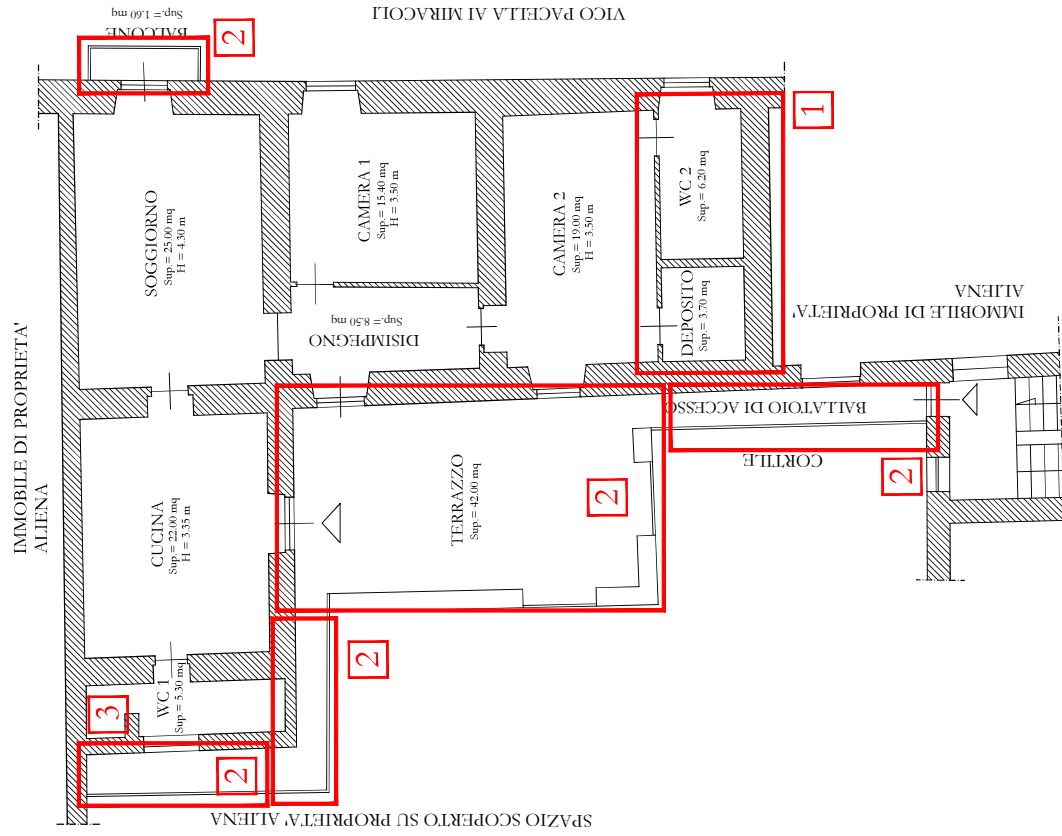 VICO PACELLA AI MIRACOLI
BALCONE
Sup.= 1.60 mq
2
1
SOGGIORNO
Sup.= 25.00 mq
H = 4.30 m
CAMERA 1
Sup.= 15.40 mq
H = 3.50 m
CAMERA 2
Sup.= 19.00 mq
H = 3.50 m
WC 2
Sup.= 6.20 mq
DEPOSITO
Sup.= 3.70 mq
DISIMPEGNO
Sup.= 8.50 mq
IMMOBILE DI PROPRIETA'
ALIENA
IMMOBILE DI PROPRIETA'
ALIENA
CUCINA
Sup.= 22.00 mq
H = 3.35 m
TERRAZZO
Sup.= 42.00 mq
2
BALLATOIO DI ACCESSO
CORTILE
2
WC 1
Sup.= 5.30 mq
3
2
2
SPAZIO SCOPERTO SU PROPRIETA' ALIENA